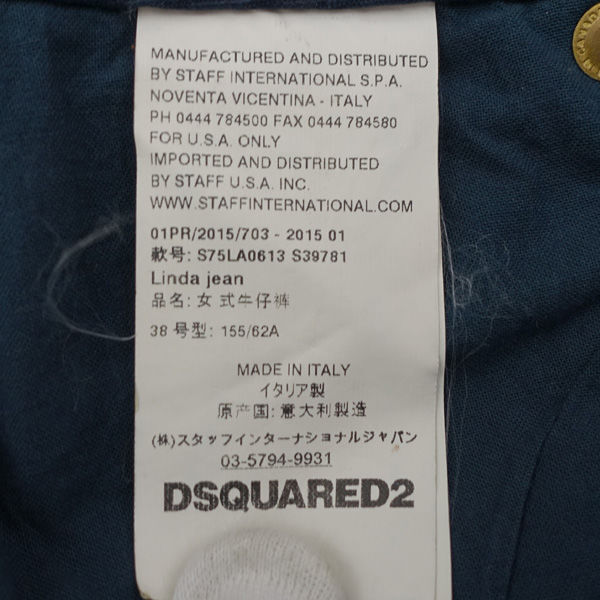 MANUFACTURED AND DISTRIBUTED
BY STAFF INTERNATIONAL S.P.A.
NOVENTA VICENTINA - ITALY
PH 0444 784500 FAX 0444 784580
FOR U.S.A. ONLY
IMPORTED AND DISTRIBUTED
BY STAFF U.S.A. INC.
WWW.STAFFINTERNATIONAL.COM
01PR/2015/703 - 2015 01
款号: S75LA0613 S39781
Linda jean
品名: 女 式牛仔裤
38 号型: 155/62A
MADE IN ITALY
イタリア製
原产国: 意大利製造
(株)スタッフインターナショナルジャパン
03-5794-9931
DSQUARED2